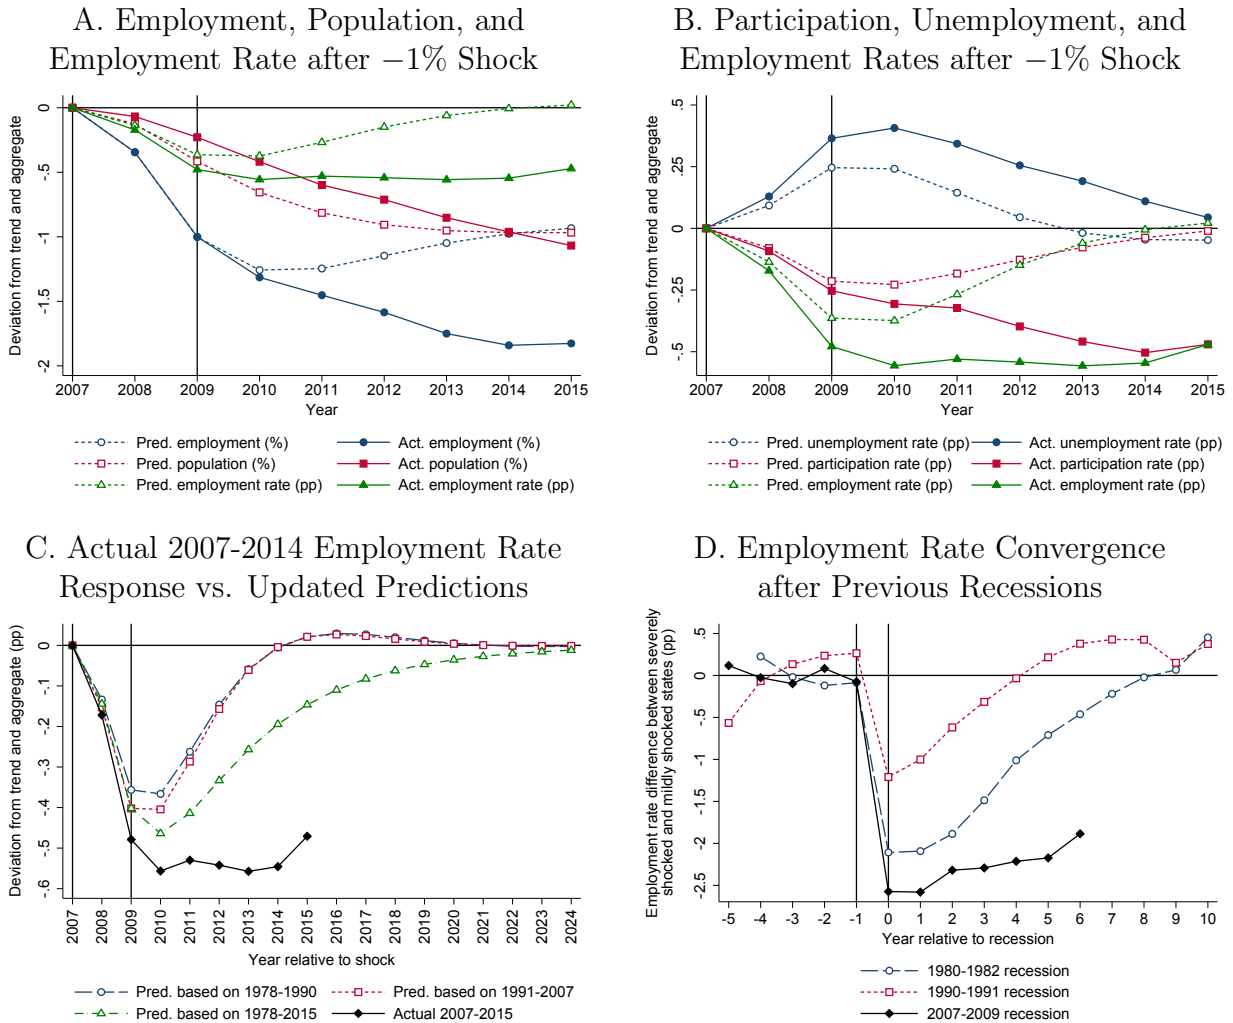 A. Employment, Population, and
Employment Rate after −1% Shock
Deviation from trend and aggregate
0
-.5
-1
-1.5
-2
2007 2008 2009 2010 2011 2012 2013 2014 2015
Year
Pred. employment (%) Act. employment (%)
Pred. population (%) Act. population (%)
Pred. employment rate (pp) Act. employment rate (pp)
B. Participation, Unemployment, and
Employment Rates after −1% Shock
Deviation from trend and aggregate
.5
.25
0
-.25
-.5
2007 2008 2009 2010 2011 2012 2013 2014 2015
Year
Pred. unemployment rate (pp) Act. unemployment rate (pp)
Pred. participation rate (pp) Act. participation rate (pp)
Pred. employment rate (pp) Act. employment rate (pp)
C. Actual 2007-2014 Employment Rate
Response vs. Updated Predictions
Deviation from trend and aggregate (pp)
0
-.1
-.2
-.3
-.4
-.5
-.6
2007 2008 2009 2010 2011 2012 2013 2014 2015 2016 2017 2018 2019 2020 2021 2022 2023 2024
Year relative to shock
Pred. based on 1978-1990 Pred. based on 1991-2007
Pred. based on 1978-2015 Actual 2007-2015
D. Employment Rate Convergence
after Previous Recessions
Employment rate difference between severely
shocked and mildly shocked states (pp)
.5
0
-.5
-1
-1.5
-2
-2.5
-5 -4 -3 -2 -1 0 1 2 3 4 5 6 7 8 9 10
Year relative to recession
1980-1982 recession
1990-1991 recession
2007-2009 recession